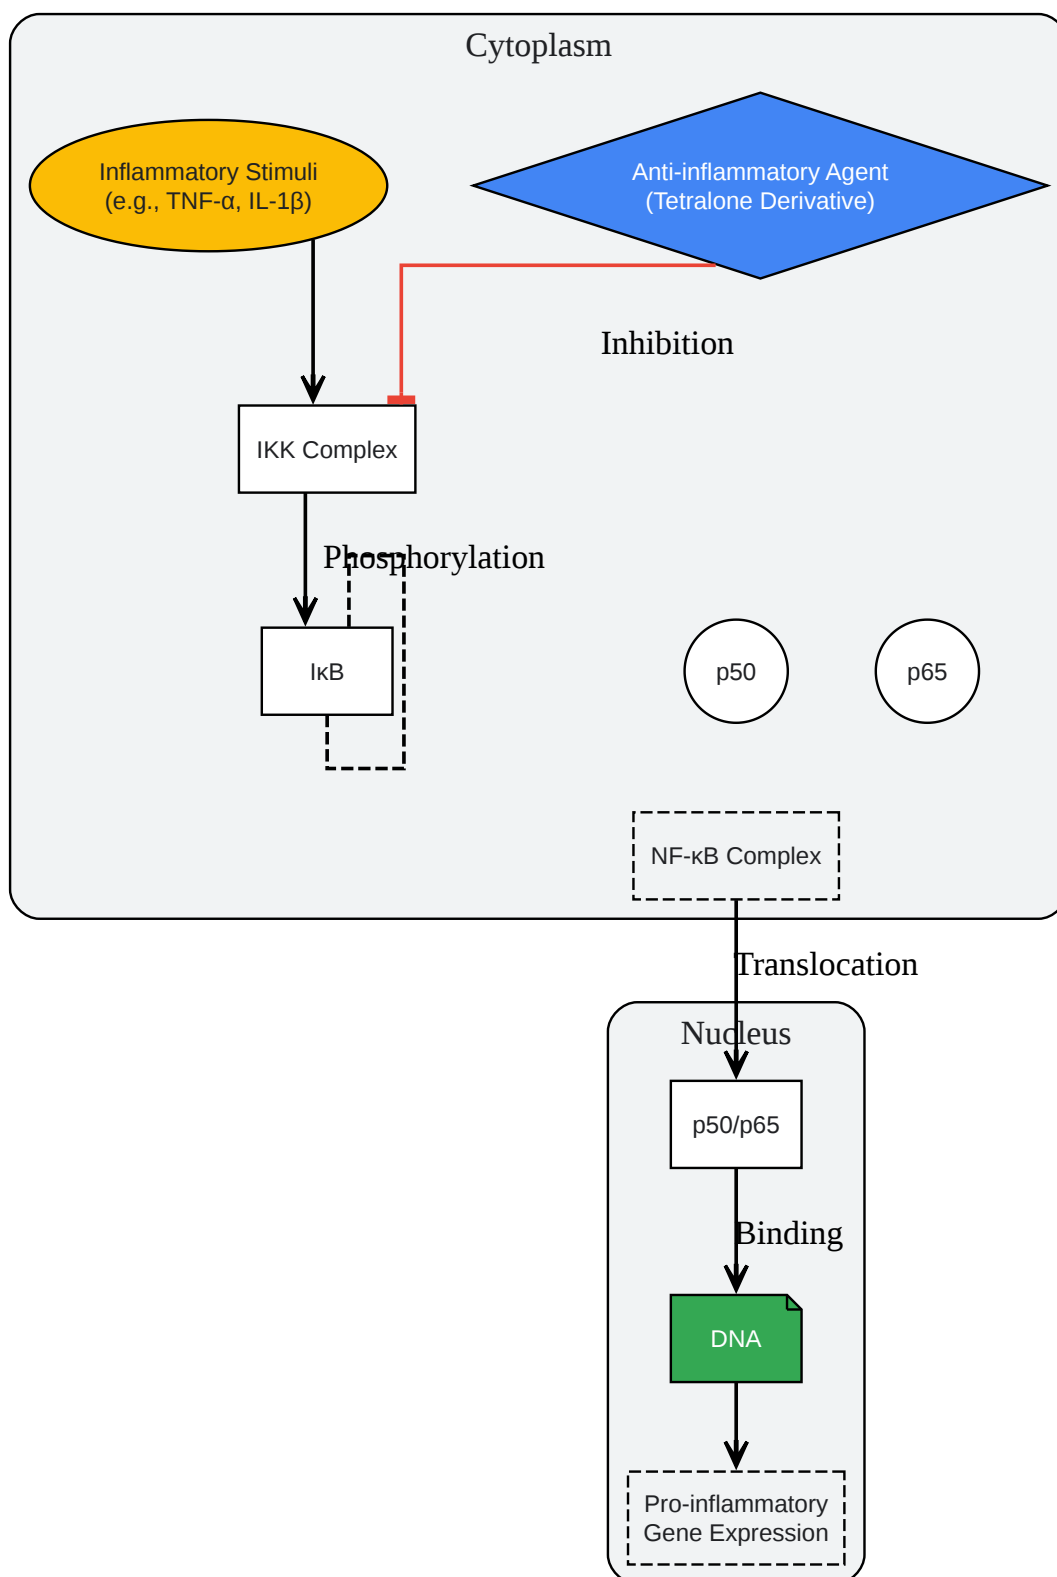 Cytoplasm
Inflammatory Stimuli
(e.g., TNF-α, IL-1β)
Anti-inflammatory Agent
(Tetralone Derivative)
Inhibition
IKK Complex
Phosphorylation
IκB
p50
p65
NF-κB Complex
Translocation
Nucleus
p50/p65
Binding
DNA
Pro-inflammatory
Gene Expression